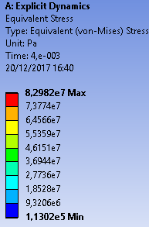 A: Explicit Dynamics
Equivalent Stress
Type: Equivalent (von-Mises) Stress
Unit: Pa
Time: 4,e-003
20/12/2017 16:40
8,2982e7 Max
7,3774e7
6,4566e7
5,5359e7
4,6151e7
3,6944e7
2,7736e7
1,8528e7
9,3206e6
1,1302e5 Min